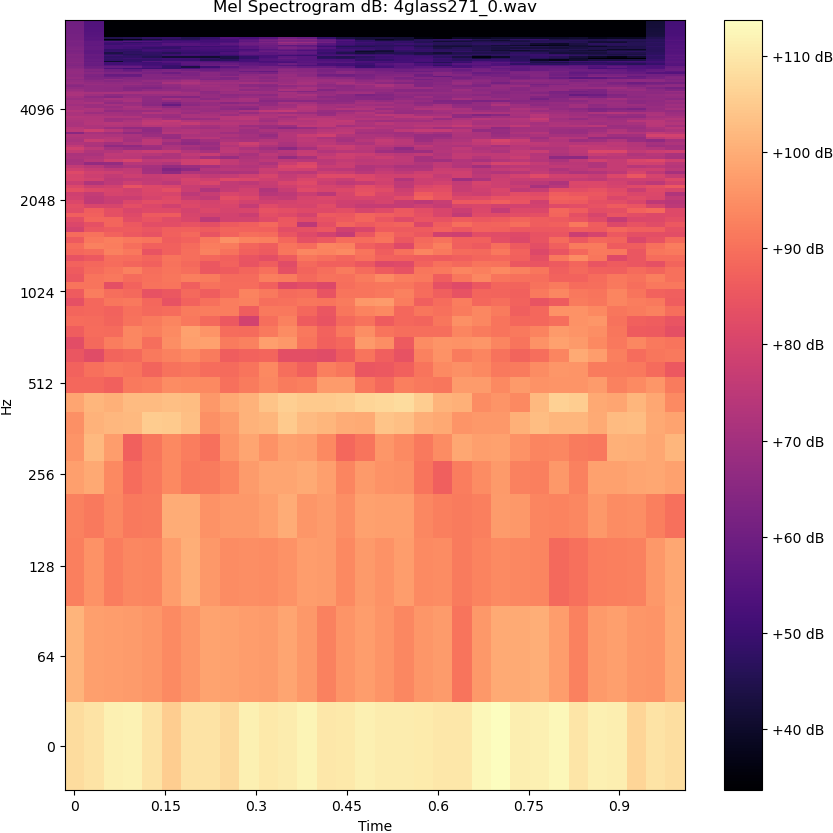 Mel Spectrogram dB: 4glass271_0.wav
+110 dB
4096
+100 dB
2048
+90 dB
1024
+80 dB
512
Hz
+70 dB
256
+60 dB
128
+50 dB
64
+40 dB
0
0 0.15 0.3 0.45 0.6 0.75 0.9
Time